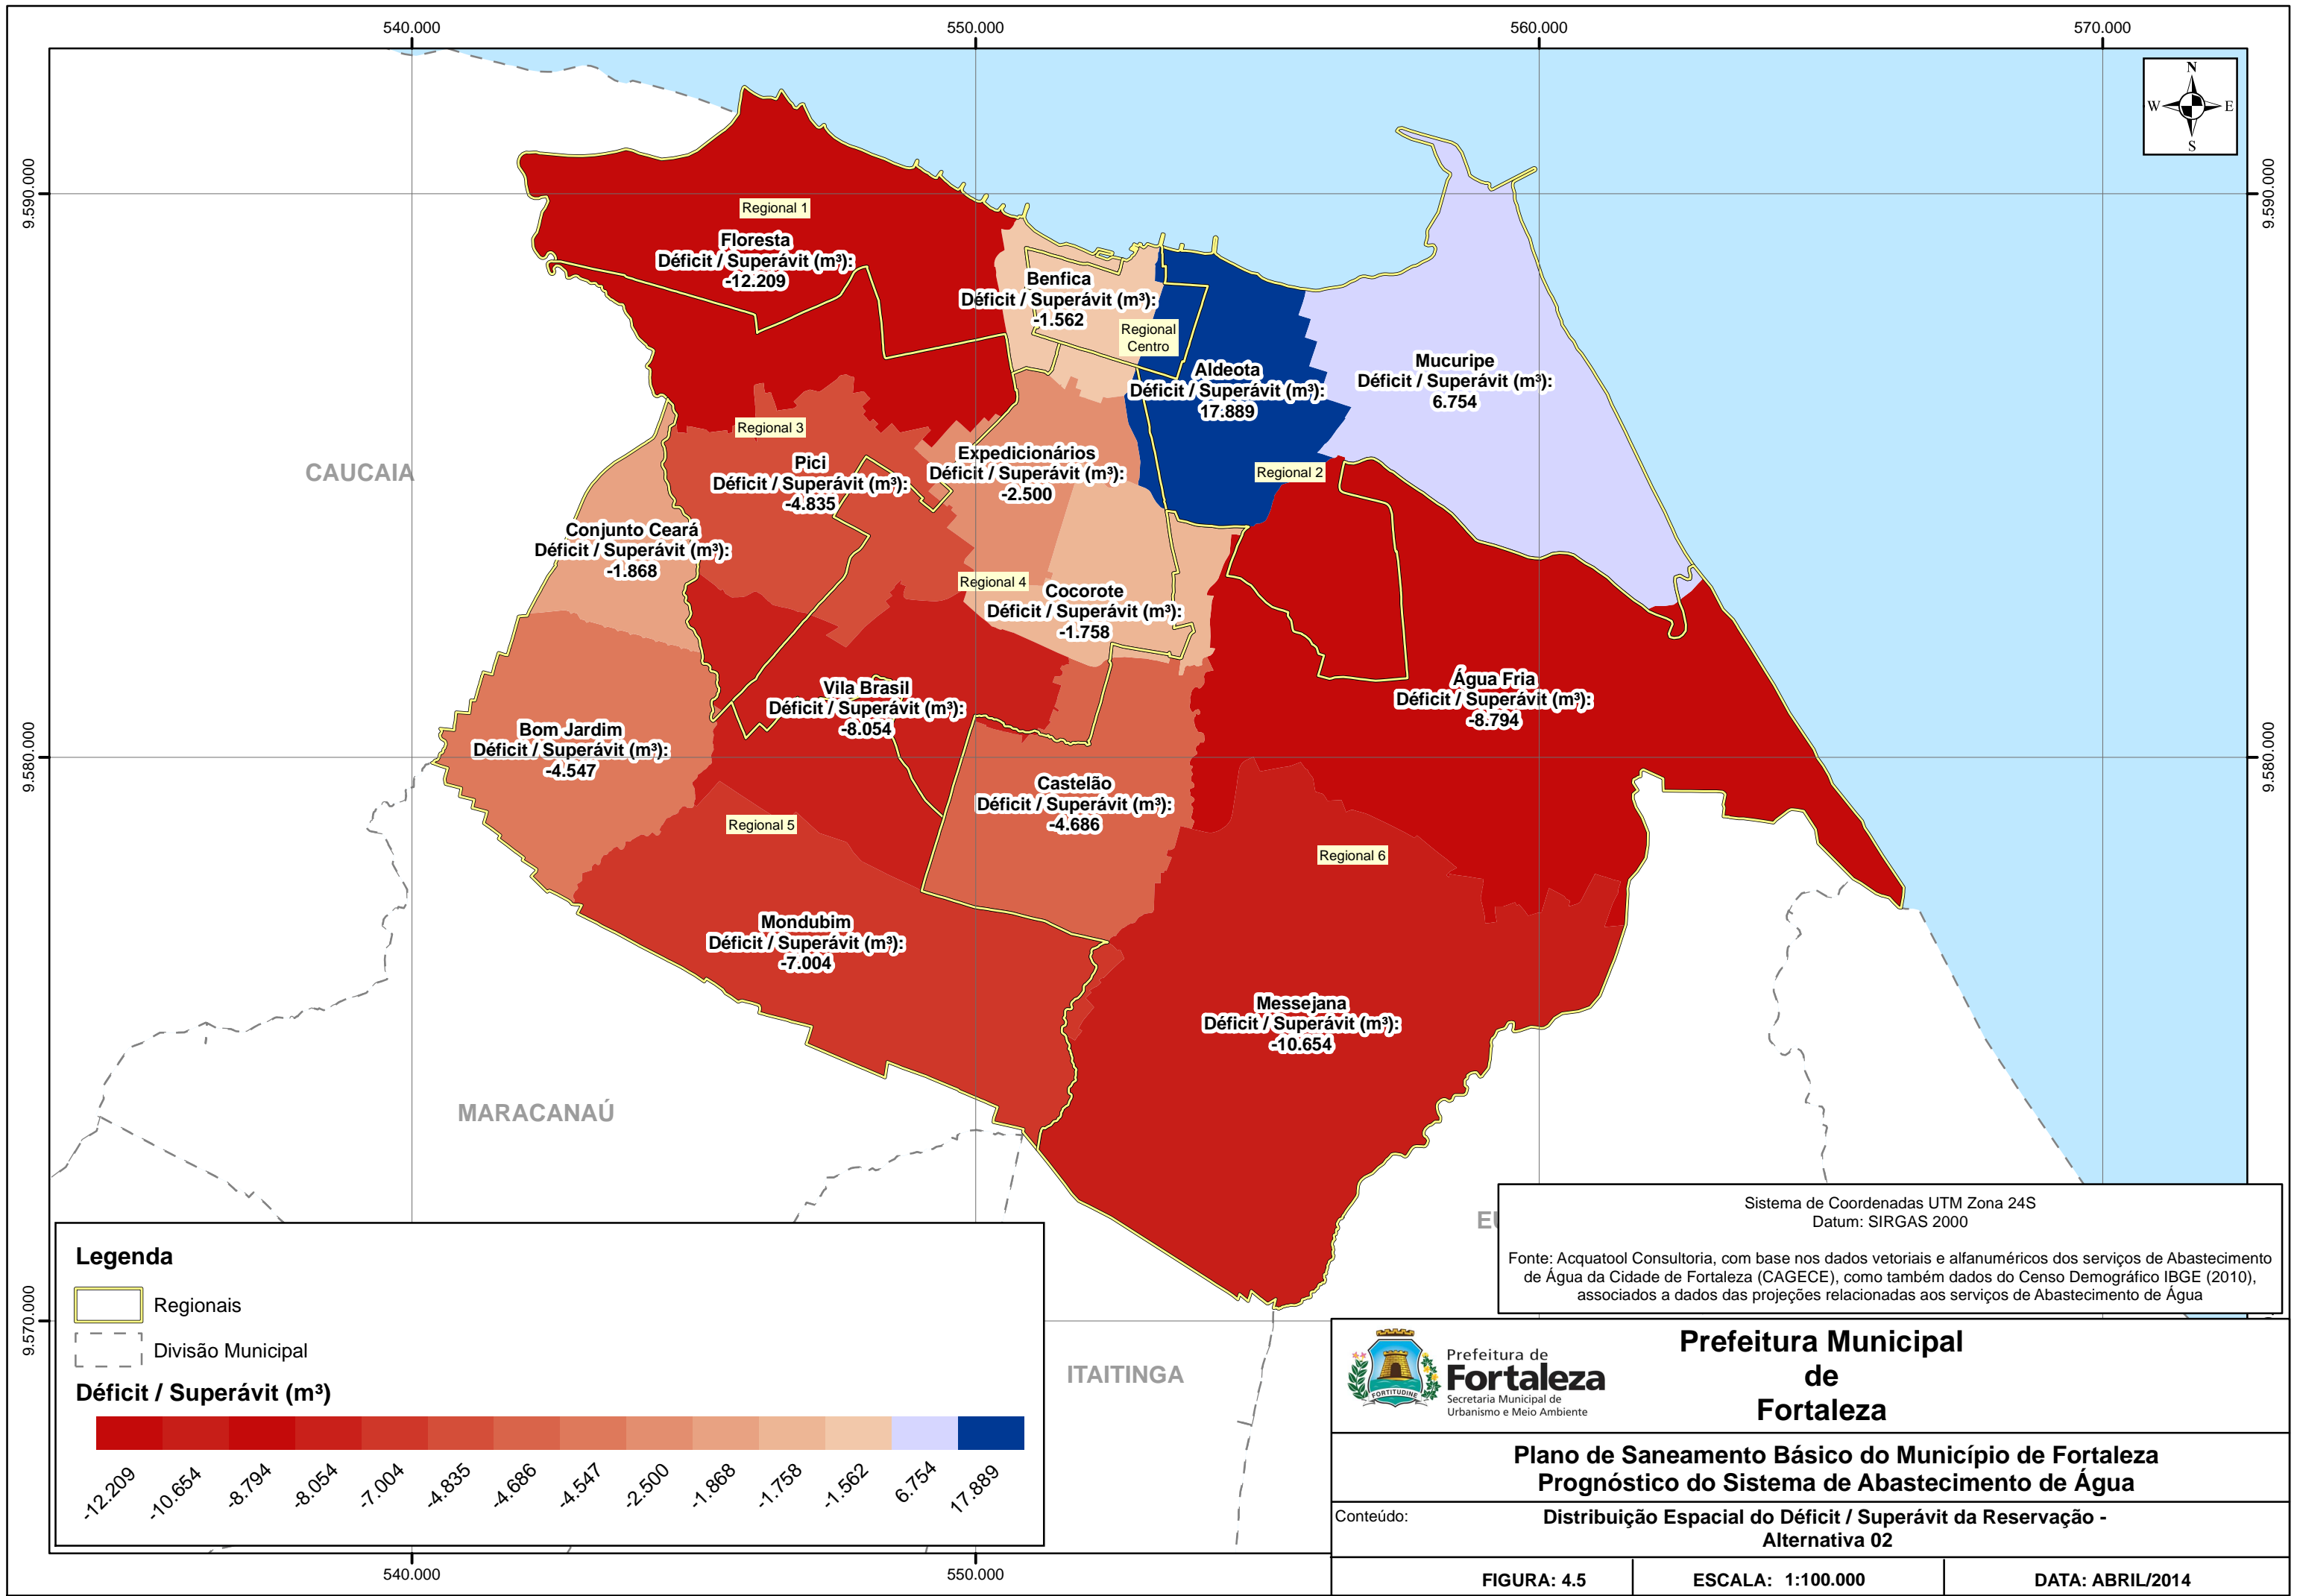 540.000
550.000
560.000
570.000
N
W
E
S
9.590.000
9.590.000
Regional 1
Floresta
Déficit / Superávit (m³):
-12.209
Benfica
Déficit / Superávit (m³):
-1.562
Regional
Centro
Aldeota
Déficit / Superávit (m³):
17.889
Mucuripe
Déficit / Superávit (m³):
6.754
CAUCAIA
Regional 3
Pici
Déficit / Superávit (m³):
-4.835
Expedicionários
Déficit / Superávit (m³):
-2.500
Regional 2
Conjunto Ceará
Déficit / Superávit (m³):
-1.868
Regional 4
Cocorote
Déficit / Superávit (m³):
-1.758
Vila Brasil
Déficit / Superávit (m³):
-8.054
Água Fria
Déficit / Superávit (m³):
-8.794
Bom Jardim
Déficit / Superávit (m³):
-4.547
9.580.000
9.580.000
Castelão
Déficit / Superávit (m³):
-4.686
Regional 5
Regional 6
Mondubim
Déficit / Superávit (m³):
-7.004
Messejana
Déficit / Superávit (m³):
-10.654
MARACANAÚ
ITAITINGA
9.570.000
Legenda
Regionais
Divisão Municipal
Déficit / Superávit (m³)
-12.209
-10.654
-8.794
-8.054
-7.004
-4.835
-4.686
-4.547
-2.500
-1.868
-1.758
-1.562
6.754
17.889
540.000
550.000
Sistema de Coordenadas UTM Zona 24S
Datum: SIRGAS 2000
Fonte: Acquatool Consultoria, com base nos dados vetoriais e alfanuméricos dos serviços de Abastecimento
de Água da Cidade de Fortaleza (CAGECE), como também dados do Censo Demográfico IBGE (2010),
associados a dados das projeções relacionadas aos serviços de Abastecimento de Água
FORTITUDINE
Prefeitura de
Fortaleza
Secretaria Municipal de
Urbanismo e Meio Ambiente
Prefeitura Municipal
de
Fortaleza
Plano de Saneamento Básico do Município de Fortaleza
Prognóstico do Sistema de Abastecimento de Água
Conteúdo:
Distribuição Espacial do Déficit / Superávit da Reservação -
Alternativa 02
FIGURA: 4.5
ESCALA: 1:100.000
DATA: ABRIL/2014